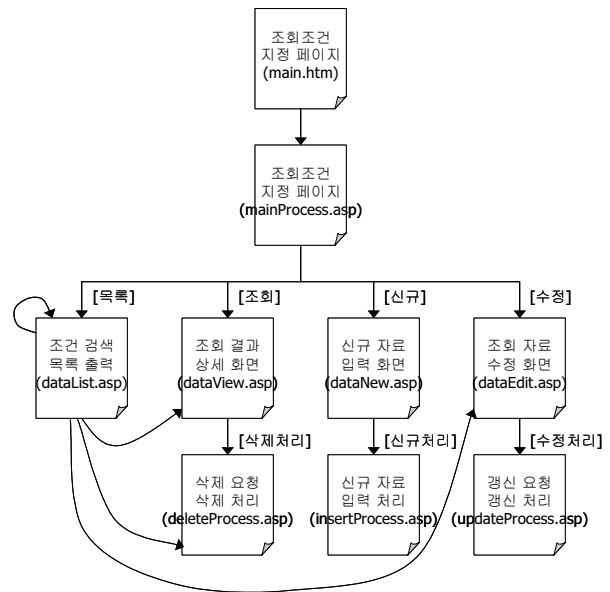 조회조건
지정 페이지
(main.htm)
조회조건
지정 페이지
(mainProcess.asp)
[목록]
[조회]
[신규]
[수정]
조건 검색
목록 출력
(dataList.asp)
조회 결과
상세 화면
(dataView.asp)
신규 자료
입력 화면
(dataNew.asp)
조회 자료
수정 화면
(dataEdit.asp)
[삭제처리]
[신규처리]
[수정처리]
삭제 요청
삭제 처리
(deleteProcess.asp)
신규 자료
입력 처리
(insertProcess.asp)
갱신 요청
갱신 처리
(updateProcess.asp)